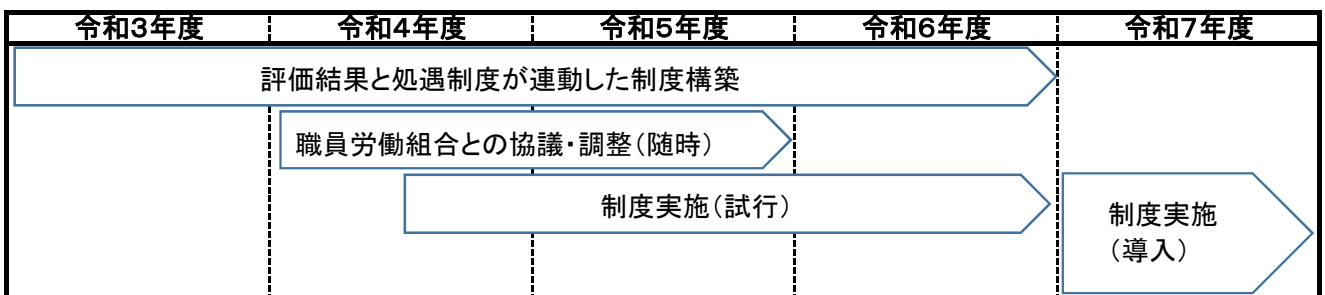 令和3年度 令和4年度 令和5年度 令和6年度 令和7年度
評価結果と処遇制度が連動した制度構築
職員労働組合との協議・調整(随時)
制度実施(試行)
制度実施
(導入)